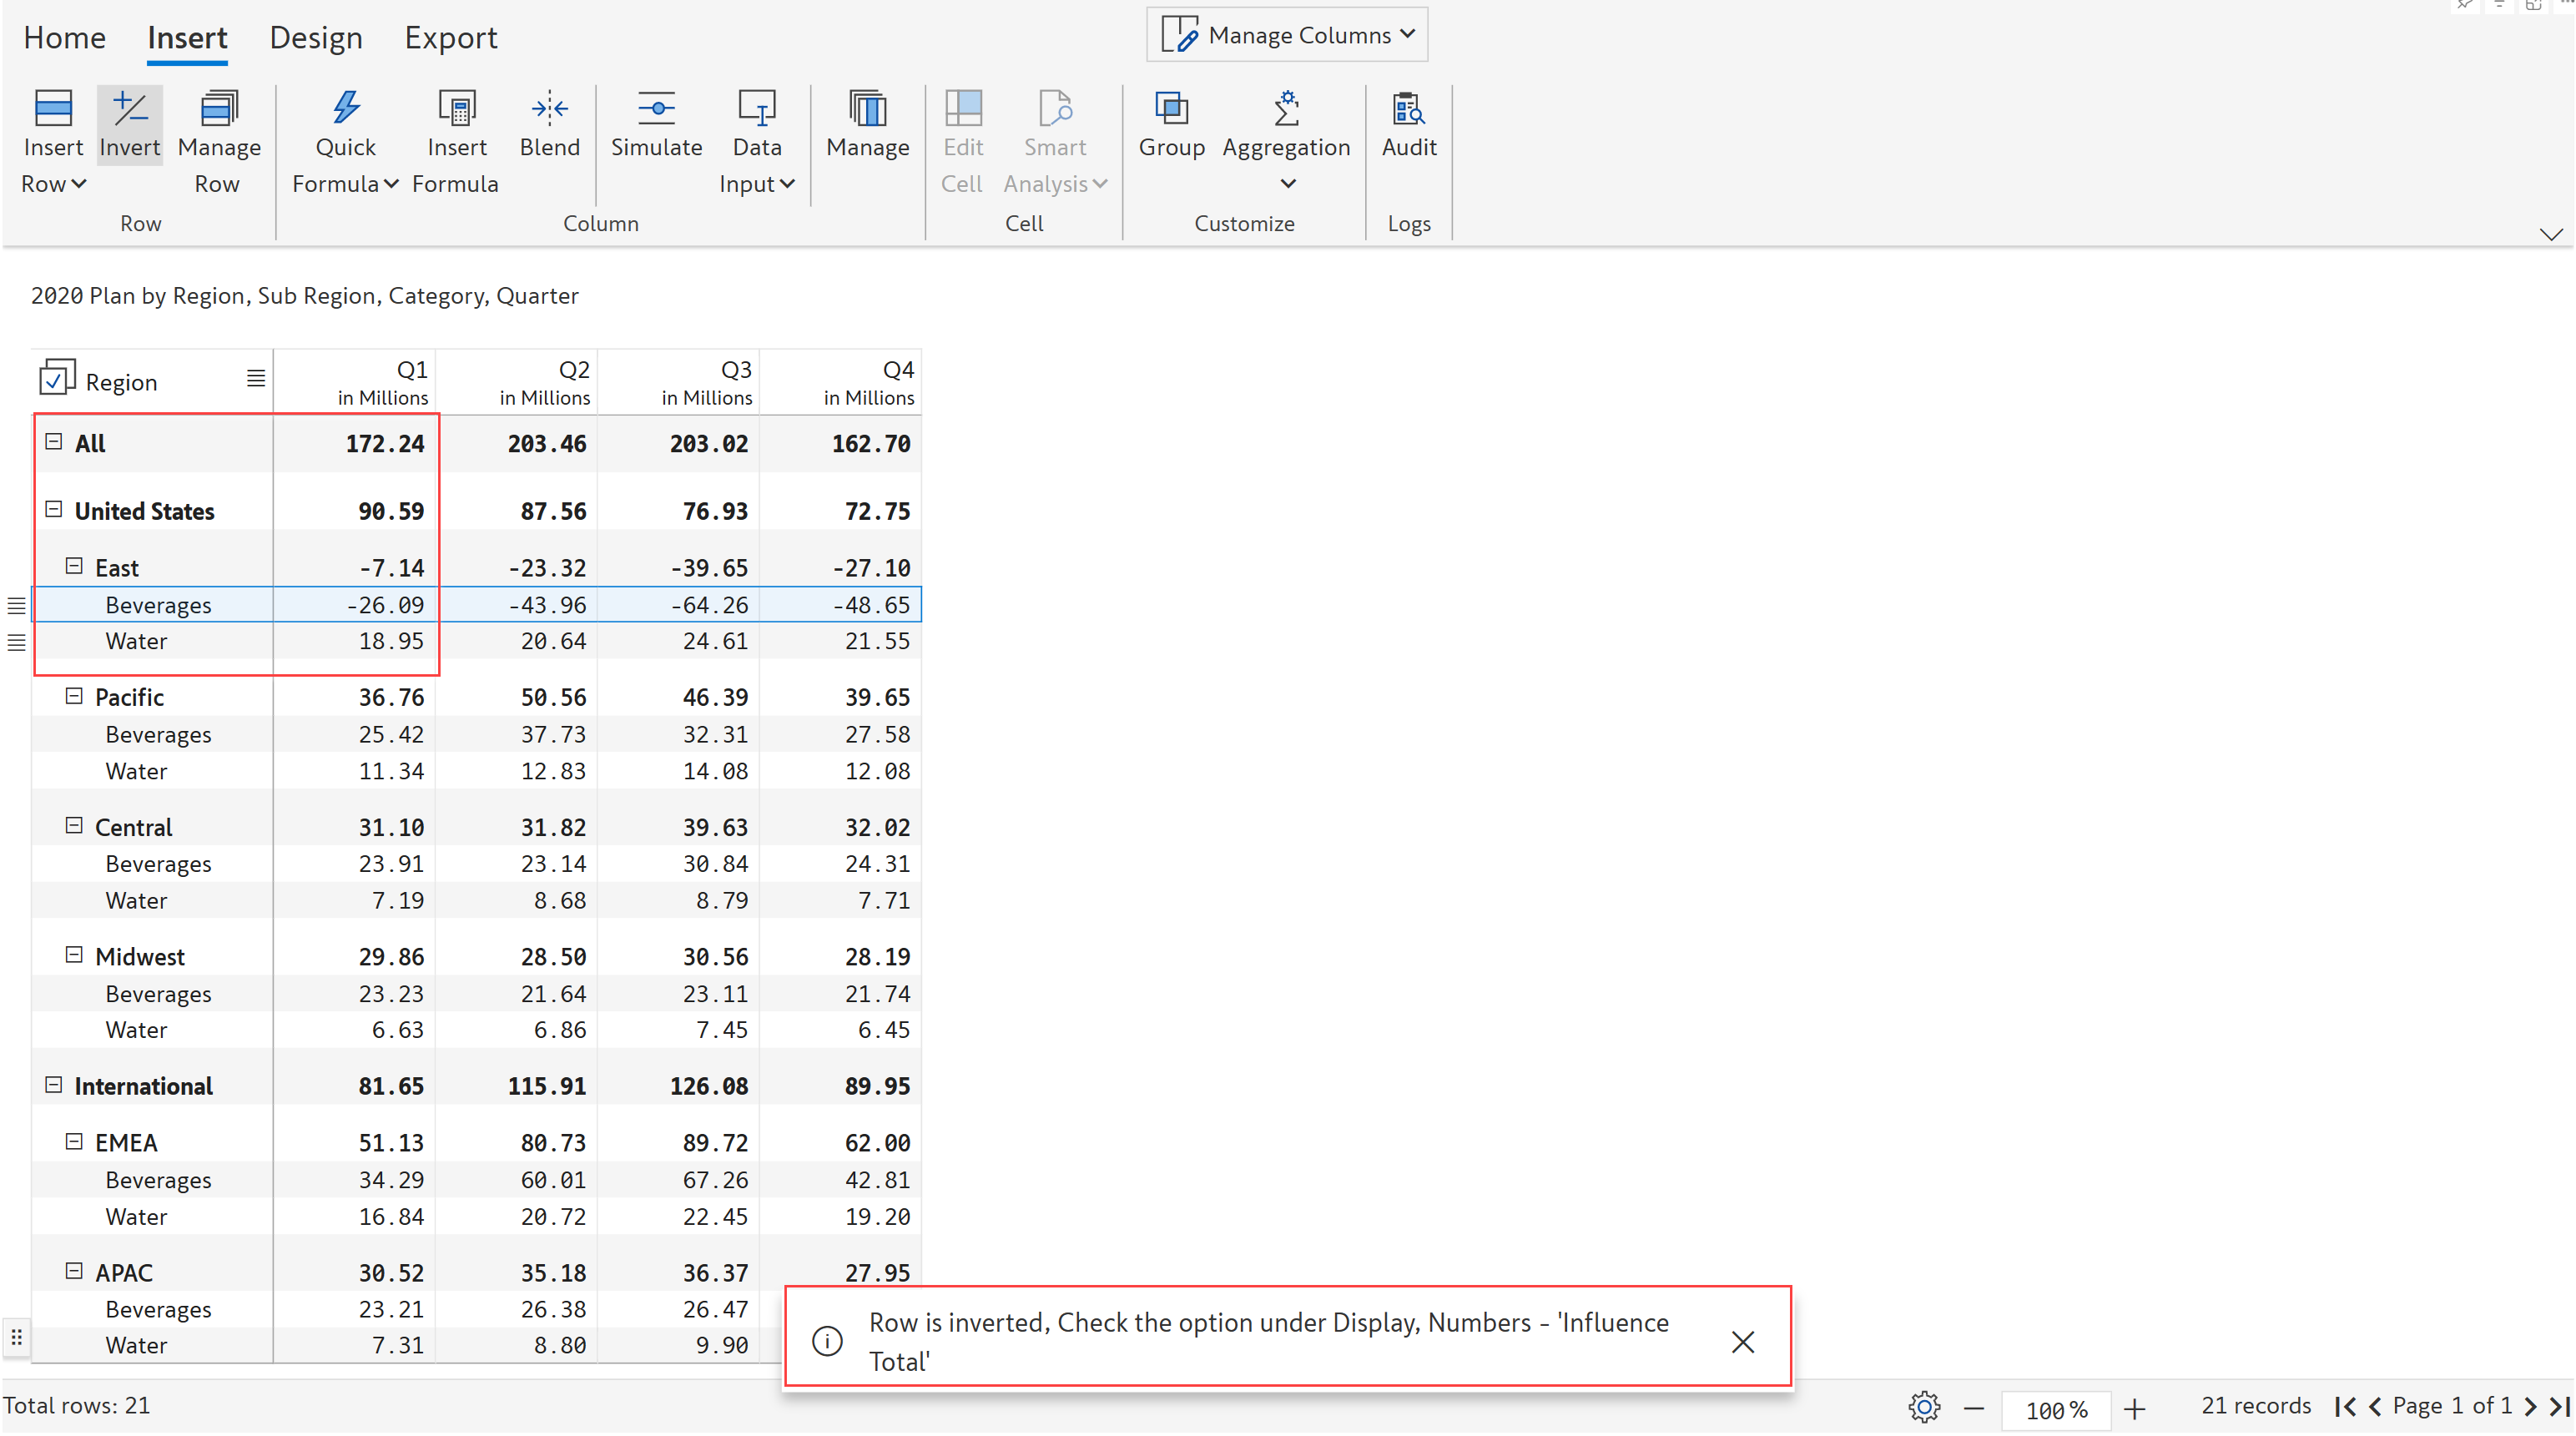 Home Insert Design Export Manage Columns
Insert Invert Manage Quick Insert Blend Simulate Data Manage Edit Smart Group Aggregation Audit
Row Row Formula Formula Input Cell Analysis
Row Column Cell Customize Logs
2020 Plan by Region, Sub Region, Category, Quarter
Region Q1 Q2 Q3 Q4
in Millions in Millions in Millions in Millions
All 172.24 203.46 203.02 162.70
United States 90.59 87.56 76.93 72.75
East -7.14 -23.32 -39.65 -27.10
Beverages -26.09 -43.96 -64.26 -48.65
Water 18.95 20.64 24.61 21.55
Pacific 36.76 50.56 46.39 39.65
Beverages 25.42 37.73 32.31 27.58
Water 11.34 12.83 14.08 12.08
Central 31.10 31.82 39.63 32.02
Beverages 23.91 23.14 30.84 24.31
Water 7.19 8.68 8.79 7.71
Midwest 29.86 28.50 30.56 28.19
Beverages 23.23 21.64 23.11 21.74
Water 6.63 6.86 7.45 6.45
International 81.65 115.91 126.08 89.95
EMEA 51.13 80.73 89.72 62.00
Beverages 34.29 60.01 67.26 42.81
Water 16.84 20.72 22.45 19.20
APAC 30.52 35.18 36.37 27.95
Beverages 23.21 26.38 26.47
Water 7.31 8.80 9.90
Row is inverted, Check the option under Display, Numbers - 'Influence
Total'
Total rows: 21 100 % 21 records Page 1 of 1